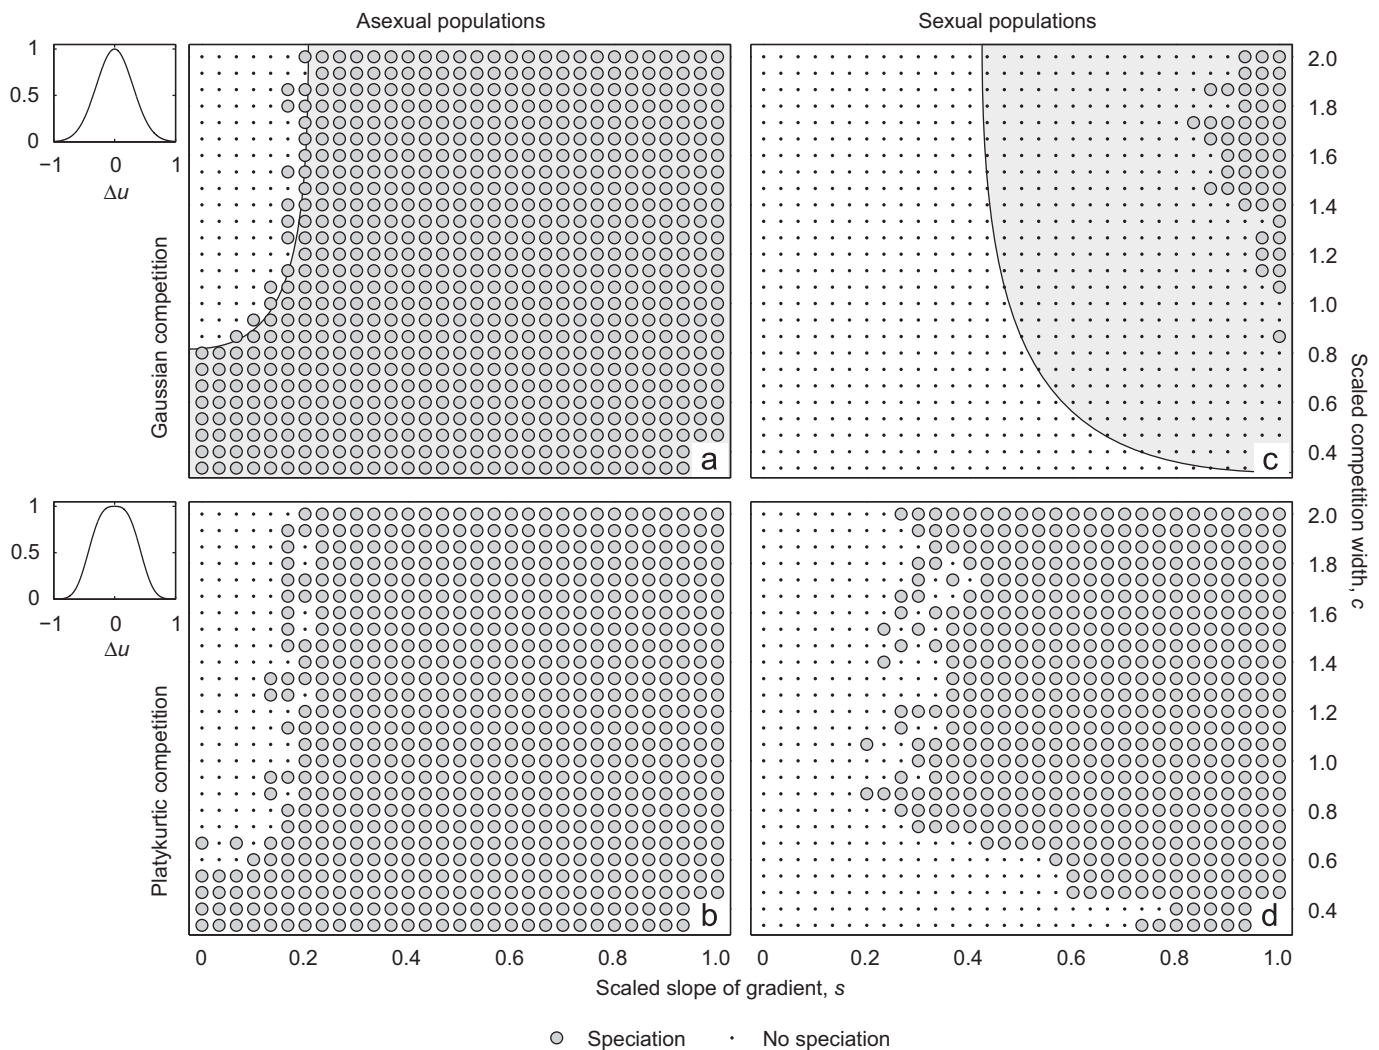 Asexual populations
Sexual populations
1
0.5
0
−1 0 1
Δu
Gaussian competition
a
c
2.0
1.8
1.6
1.4
1.2
1.0
0.8
0.6
0.4
Scaled competition width, c
1
0.5
0
−1 0 1
Δu
Platykurtic competition
b
d
2.0
1.8
1.6
1.4
1.2
1.0
0.8
0.6
0.4
0 0.2 0.4 0.6 0.8 1.0
0 0.2 0.4 0.6 0.8 1.0
Scaled slope of gradient, s
Speciation
No speciation